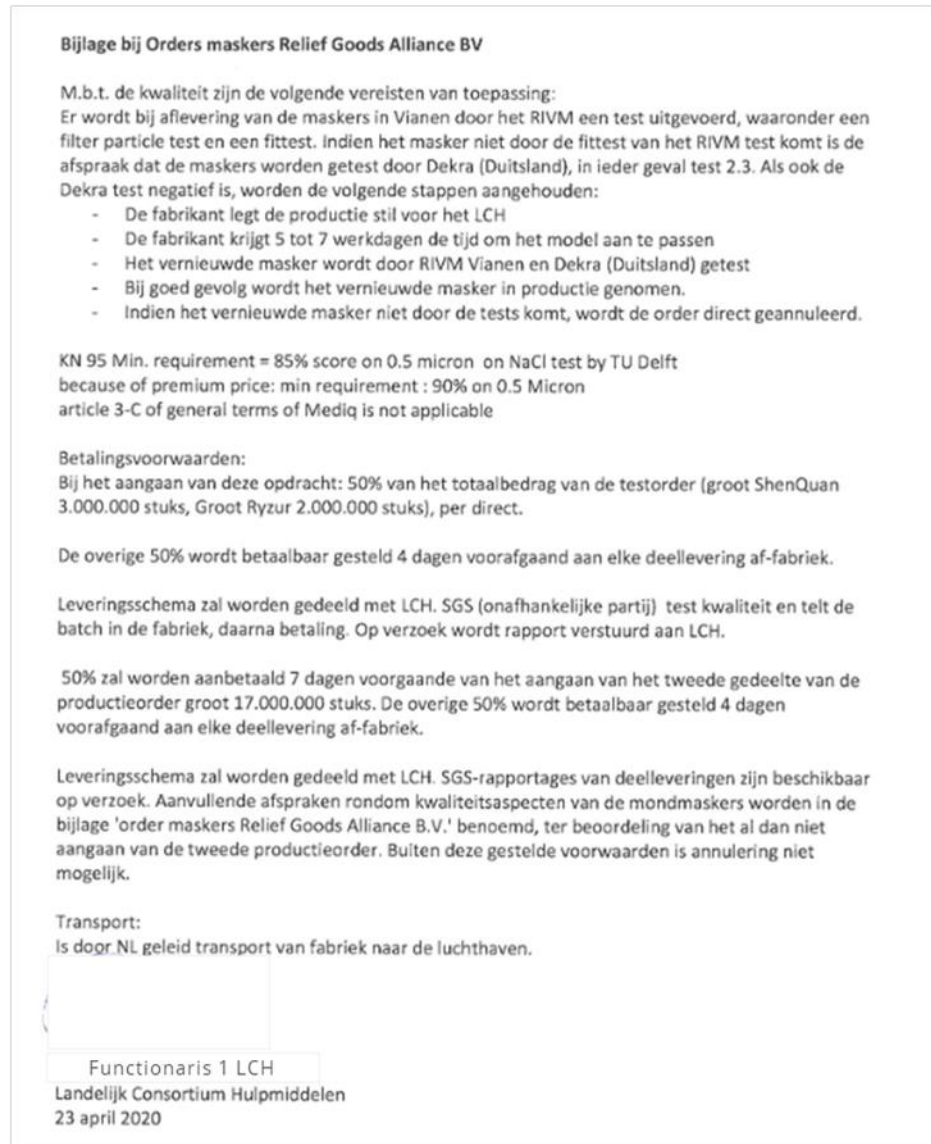 Bijlage bij Orders maskers Relief Goods Alliance BV
M.b.t. de kwaliteit zijn de volgende vereisten van toepassing:
Er wordt bij aflevering van de maskers in Vianen door het RIVM een test uitgevoerd, waaronder een
filter particle test en een fittest. Indien het masker niet door de fittest van het RIVM test komt is de
afspraak dat de maskers worden getest door Dekra (Duitsland), in ieder geval test 2.3. Als ook de
Dekra test negatief is, worden de volgende stappen aangehouden:
- De fabrikant legt de productie stil voor het LCH
- De fabrikant krijgt 5 tot 7 werkdagen de tijd om het model aan te passen
- Het vernieuwde masker wordt door RIVM Vianen en Dekra (Duitsland) getest
- Bij goed gevolg wordt het vernieuwde masker in productie genomen.
- Indien het vernieuwde masker niet door de tests komt, wordt de order direct geannuleerd.
KN 95 Min. requirement = 85% score on 0.5 micron on NaCl test by TU Delft
because of premium price: min requirement : 90% on 0.5 Micron
article 3-C of general terms of Mediq is not applicable
Betalingsvoorwaarden:
Bij het aangaan van deze opdracht: 50% van het totaalbedrag van de testorder (groot ShenQuan
3.000.000 stuks, Groot Ryzur 2.000.000 stuks), per direct.
De overige 50% wordt betaalbaar gesteld 4 dagen voorafgaand aan elke deellevering af-fabriek.
Leveringsschema zal worden gedeeld met LCH. SGS (onafhankelijke partij) test kwaliteit en telt de
batch in de fabriek, daarna betaling. Op verzoek wordt rapport verstuurd aan LCH.
50% zal worden aanbetaald 7 dagen voorgaande van het aangaan van het tweede gedeelte van de
productieorder groot 17.000.000 stuks. De overige 50% wordt betaalbaar gesteld 4 dagen
voorafgaand aan elke deellevering af-fabriek.
Leveringsschema zal worden gedeeld met LCH. SGS-rapportages van deelleveringen zijn beschikbaar
op verzoek. Aanvullende afspraken rondom kwaliteitsaspecten van de mondmaskers worden in de
bijlage 'order maskers Relief Goods Alliance B.V.' benoemd, ter beoordeling van het al dan niet
aangaan van de tweede productieorder. Buiten deze gestelde voorwaarden is annulering niet
mogelijk.
Transport:
Is door NL geleid transport van fabriek naar de luchthaven.
Functionaris 1 LCH
Landelijk Consortium Hulpmiddelen
23 april 2020